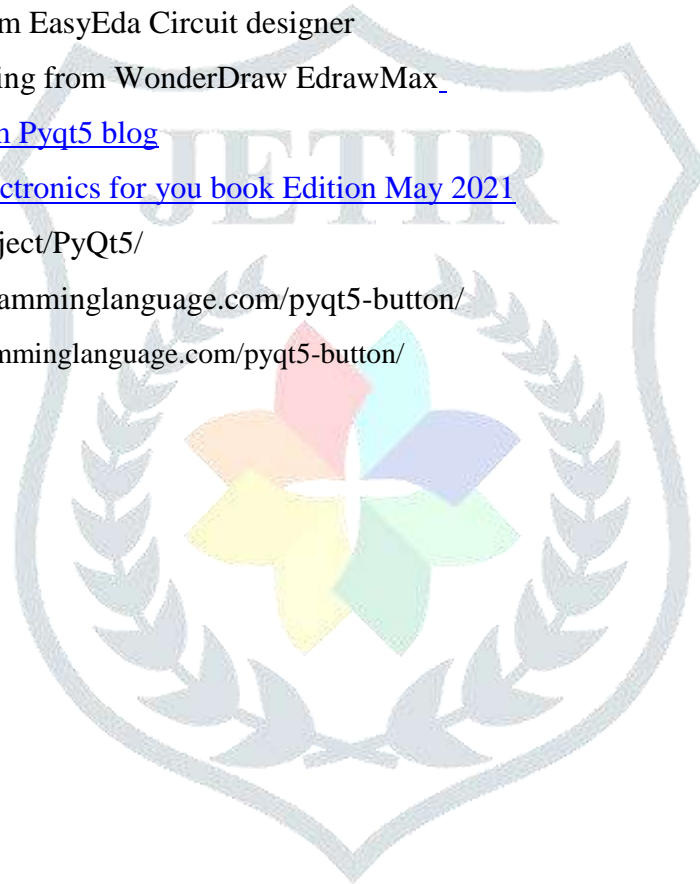 m EasyEda Circuit designer
ing from WonderDraw EdrawMax
n Pyqt5 blog
ctronics for you book Edition May 2021
ject/PyQt5/
amminglanguage.com/pyqt5-button/
mminglanguage.com/pyqt5-button/
JETIR